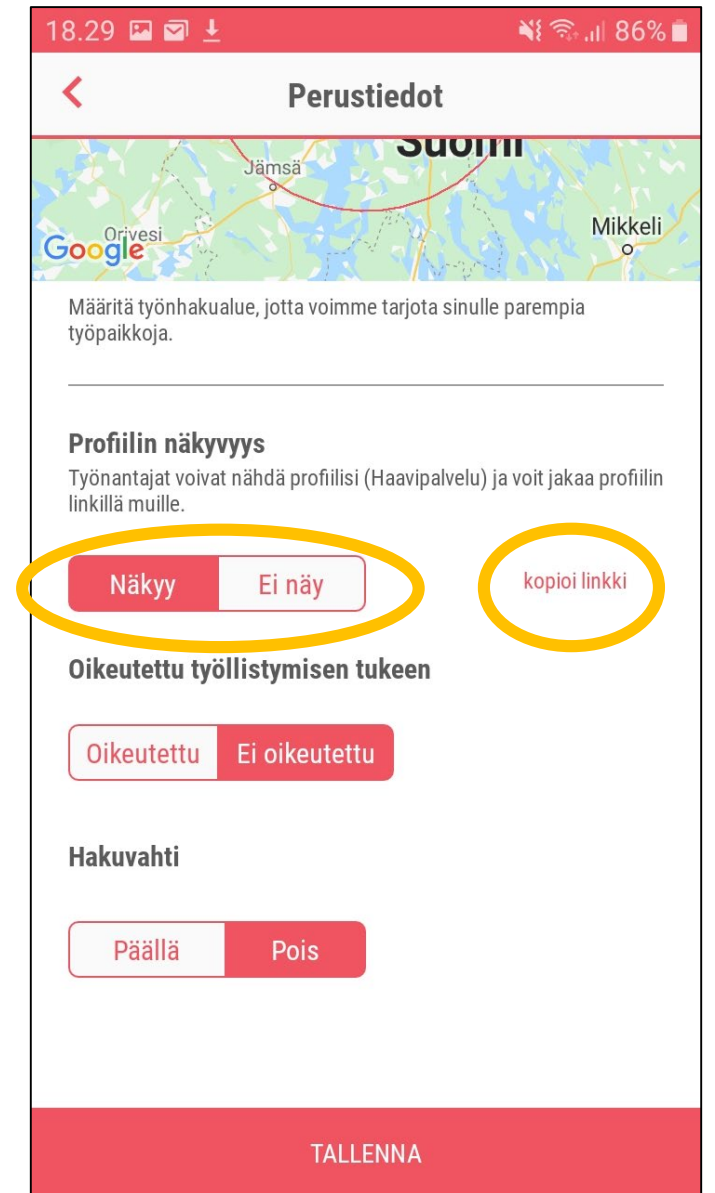 18.29 86%
Perustiedot
Suomi
Jämsä
Orivesi
Mikkeli
Google
Määritä työnhakualue, jotta voimme tarjota sinulle parempia
työpaikkoja.
Profiilin näkyvyys
Työnantajat voivat nähdä profiilisi (Haavipalvelu) ja voit jakaa profiilin
linkillä muille.
Näkyy Ei näy kopioi linkki
Oikeutettu työllistymisen tukeen
Oikeutettu Ei oikeutettu
Hakuvahti
Päällä Pois
TALLENNA